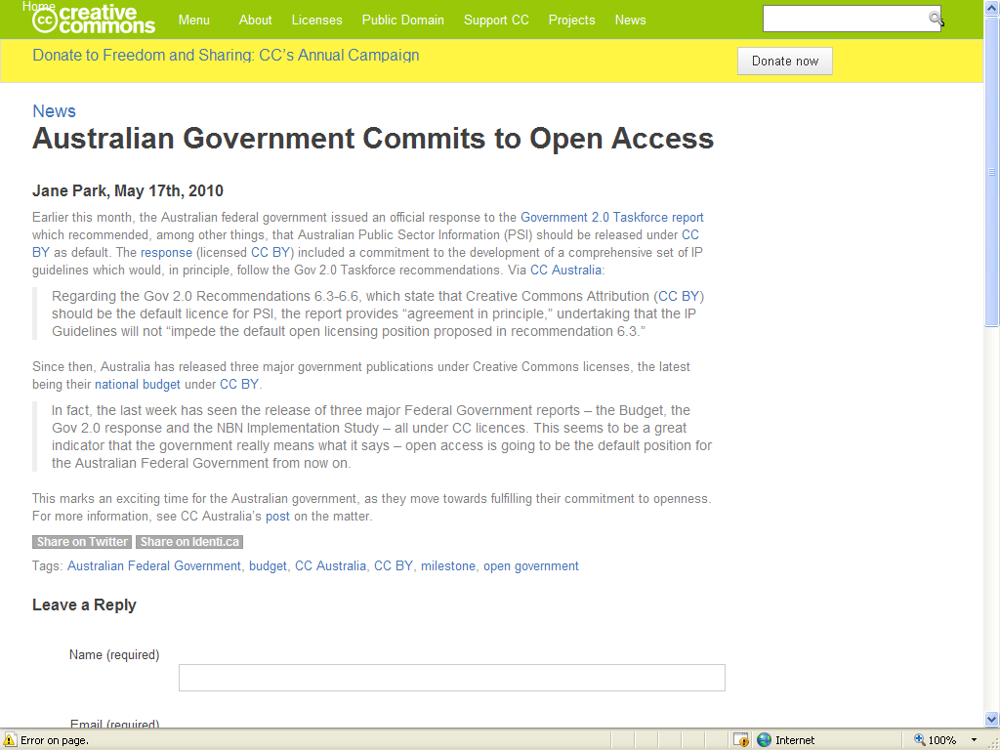 Home
creative commons
cc
Menu About Licenses Public Domain Support CC Projects News
Donate to Freedom and Sharing: CC's Annual Campaign
Donate now
News
Australian Government Commits to Open Access
Jane Park, May 17th, 2010
Earlier this month, the Australian federal government issued an official response to the Government 2.0 Taskforce report
which recommended, among other things, that Australian Public Sector Information (PSI) should be released under CC
BY as default. The response (licensed CC BY) included a commitment to the development of a comprehensive set of IP
guidelines which would, in principle, follow the Gov 2.0 Taskforce recommendations. Via CC Australia:
Regarding the Gov 2.0 Recommendations 6.3-6.6, which state that Creative Commons Attribution (CC BY)
should be the default licence for PSI, the report provides “agreement in principle,” undertaking that the IP
Guidelines will not “impede the default open licensing position proposed in recommendation 6.3.”
Since then, Australia has released three major government publications under Creative Commons licenses, the latest
being their national budget under CC BY.
In fact, the last week has seen the release of three major Federal Government reports – the Budget, the
Gov 2.0 response and the NBN Implementation Study – all under CC licences. This seems to be a great
indicator that the government really means what it says – open access is going to be the default position for
the Australian Federal Government from now on.
This marks an exciting time for the Australian government, as they move towards fulfilling their commitment to openness.
For more information, see CC Australia's post on the matter.
Share on Twitter Share on Identi.ca
Tags: Australian Federal Government, budget, CC Australia, CC BY, milestone, open government
Leave a Reply
Name (required)
Email (required)
Error on page.
Internet
100%